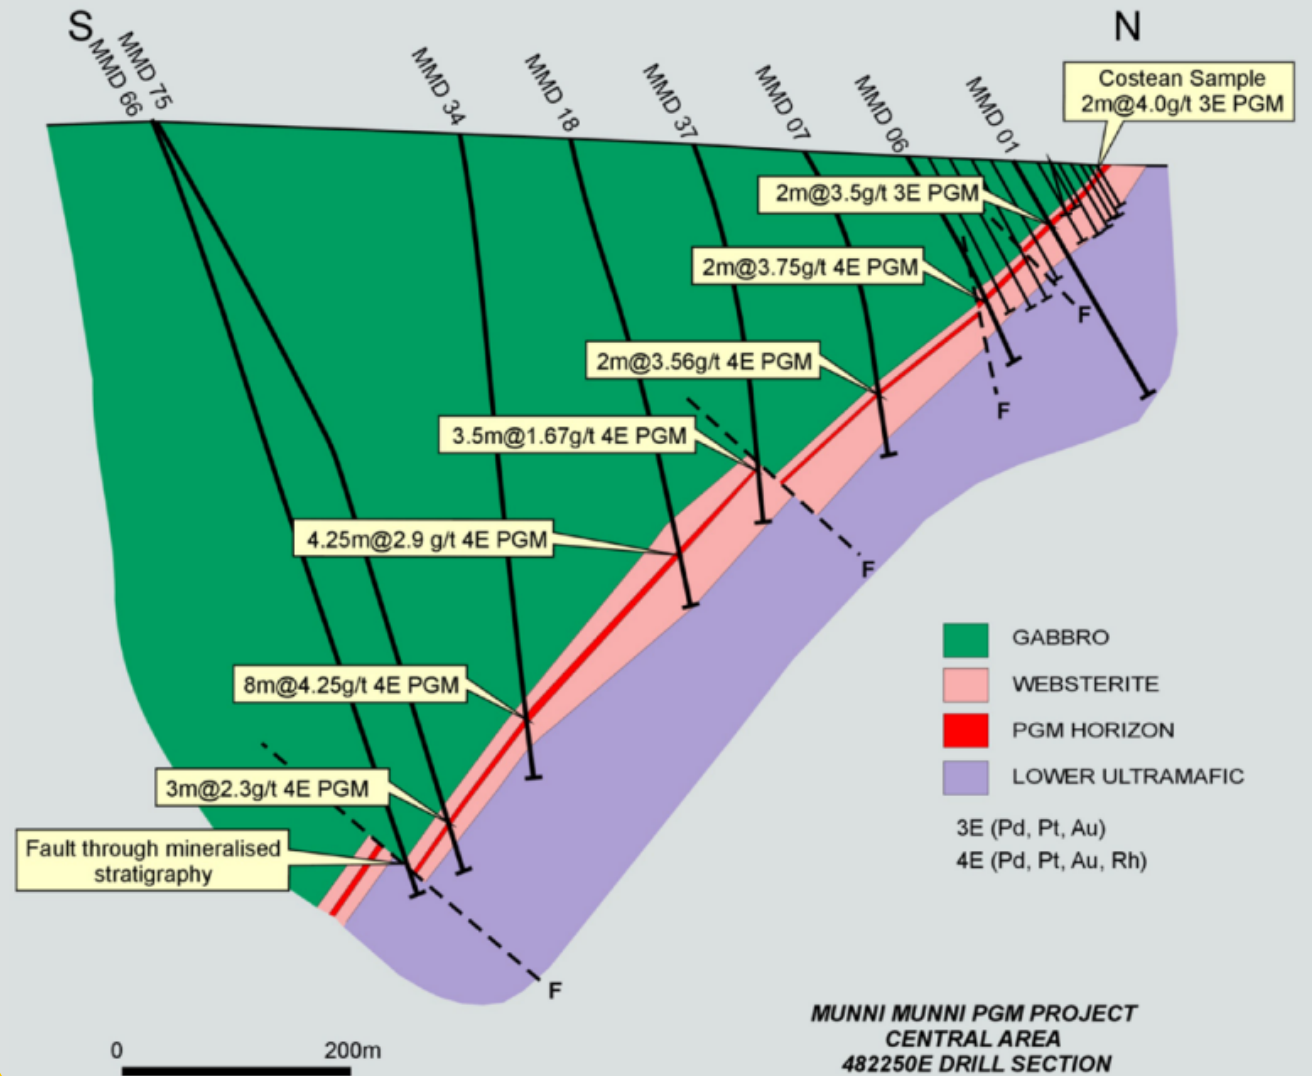 S
N
MMD 66
MMD 75
MMD 34
MMD 18
MMD 37
MMD 07
MMD 06
MMD 01
Costean Sample
2m@4.0g/t 3E PGM
2m@3.5g/t 3E PGM
2m@3.75g/t 4E PGM
F
2m@3.56g/t 4E PGM
F
3.5m@1.67g/t 4E PGM
4.25m@2.9 g/t 4E PGM
F
8m@4.25g/t 4E PGM
3m@2.3g/t 4E PGM
Fault through mineralised
stratigraphy
F
GABBRO
WEBSTERITE
PGM HORIZON
LOWER ULTRAMAFIC
3E (Pd, Pt, Au)
4E (Pd, Pt, Au, Rh)
0 200m
MUNNI MUNNI PGM PROJECT
CENTRAL AREA
482250E DRILL SECTION